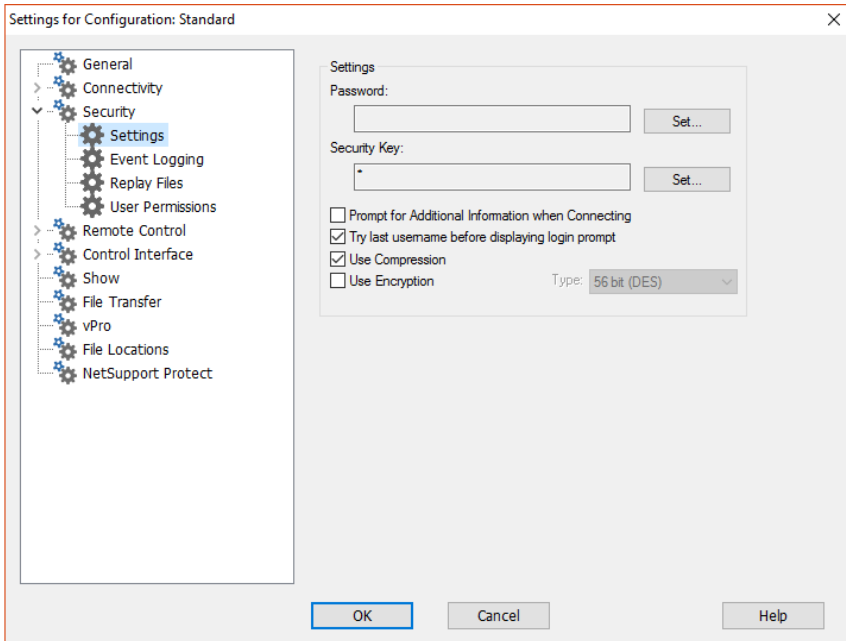 Settings for Configuration: Standard
General
Connectivity
Security
Settings
Event Logging
Replay Files
User Permissions
Remote Control
Control Interface
Show
File Transfer
vPro
File Locations
NetSupport Protect
Settings
Password:
Set...
Security Key:
*
Set...
Prompt for Additional Information when Connecting
Try last username before displaying login prompt
Use Compression
Use Encryption Type: 56 bit (DES)
OK Cancel Help